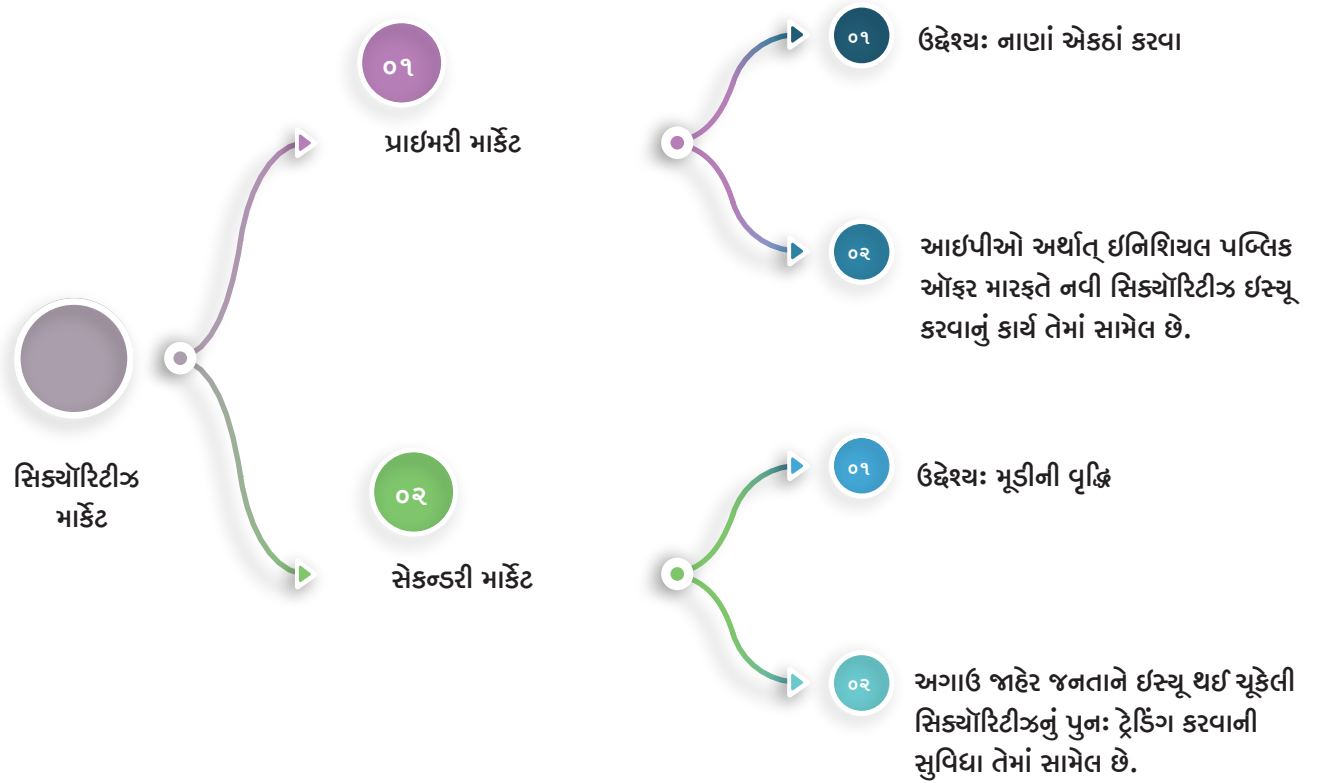 સિક્યૉરિટીઝ
માર્કેટ
૦૧
પ્રાઈમરી માર્કેટ
૦૧
ઉદ્દેશ્ય: નાણાં એકઠાં કરવા
૦૨
આઈપીઓ અર્થાત્ ઈનિશિયલ પબ્લિક
ઑફર મારફતે નવી સિક્યૉરિટીઝ ઈસ્યૂ
કરવાનું કાર્ય તેમાં સામેલ છે.
૦૨
સેકન્ડરી માર્કેટ
૦૧
ઉદ્દેશ્ય: મૂડીની વૃદ્ધિ
૦૨
અગાઉ જાહેર જનતાને ઈસ્યૂ થઈ ચૂકેલી
સિક્યૉરિટીઝનું પુન: ટ્રેડિંગ કરવાની
સુવિધા તેમાં સામેલ છે.